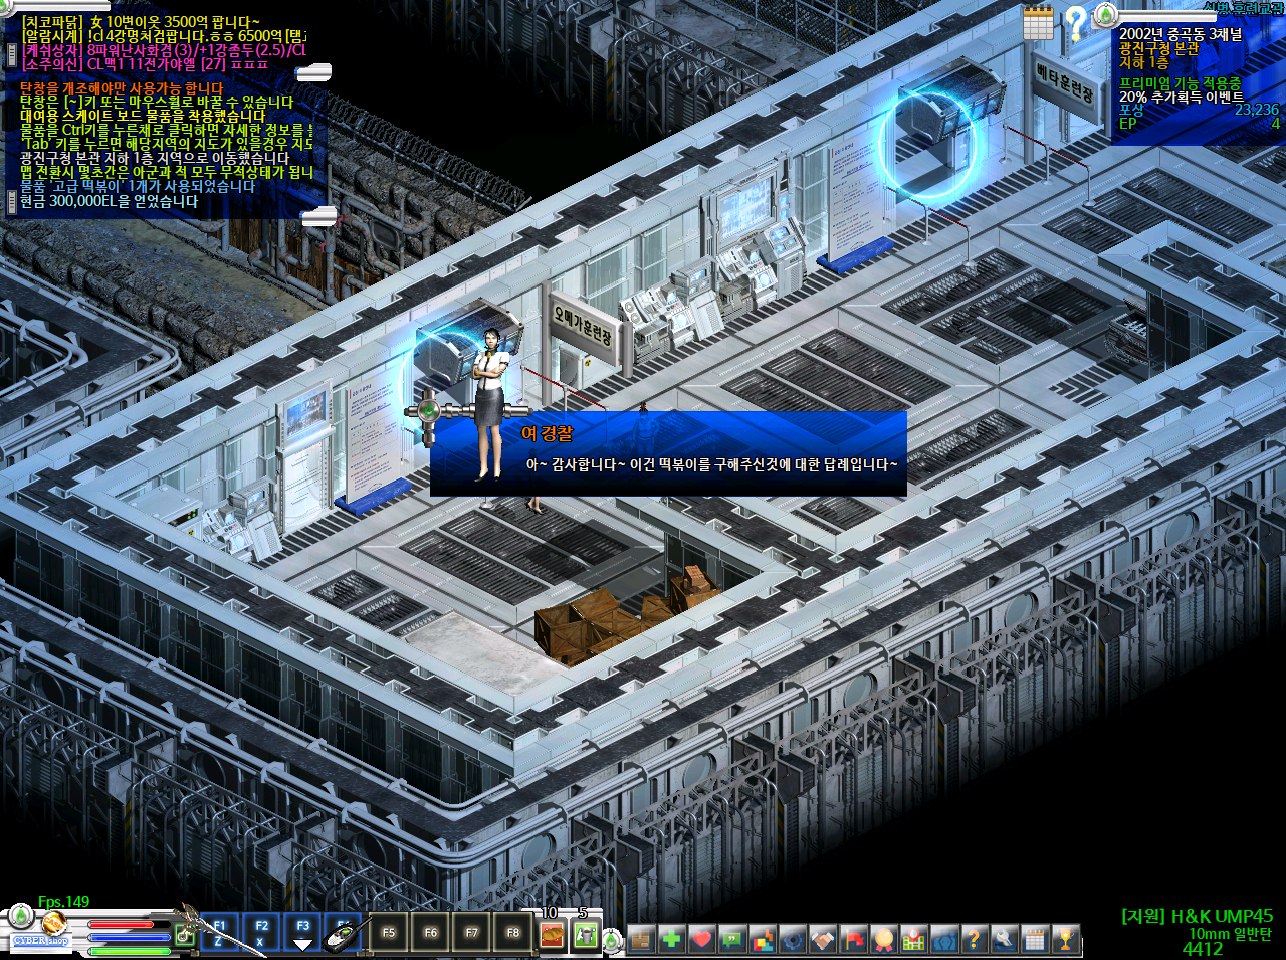 [치코파닭] 女 10변이옷 3500억 팝니다~
[알람시계] !cl 4강명처검팝니다.ㅎㅎ 6500억 [탬
[케쉬상자] 8파워난사화염(3)/+1강존두(2.5)/CL
[소주의신] CL맥1 11전가야엘 [27] ㅍㅍㅍ
탁창을 개조해야만 사용가능 합니다
탄창은 [~]키 또는 마우스휠로 바꿀 수 있습니다
대여용 스케이트 보드 물품을 착용했습니다
물품을 Ctrl키를 누른채로 클릭하면 자세한 정보를
'Tab' 키를 누르면 해당지역의 지도가 있을경우 지도
광진구청 본관 지하 1층 지역으로 이동했습니다
맵 전환시 몇초간은 아군과 적 모두 무적상태가 됩니
물품 '고급 떡볶이' 1개가 사용되었습니다
현금 300,000EL을 얻었습니다
신병 훈련교관
2002년 중곡동 3채널
광진구청 본관
지하 1층
프리미엄 기능 적용중
20% 추가획득 이벤트
포상 23,236
EP 4
베타훈련장
오메가훈련장
여 경찰
아~ 감사합니다~ 이건 떡볶이를 구해주신것에 대한 답례입니다~
Fps.149
CYBER shop
F1 F2 F3 F4 F5 F6 F7 F8
Z X
10 5
[지원] H&K UMP45
10mm 일반탄
4412